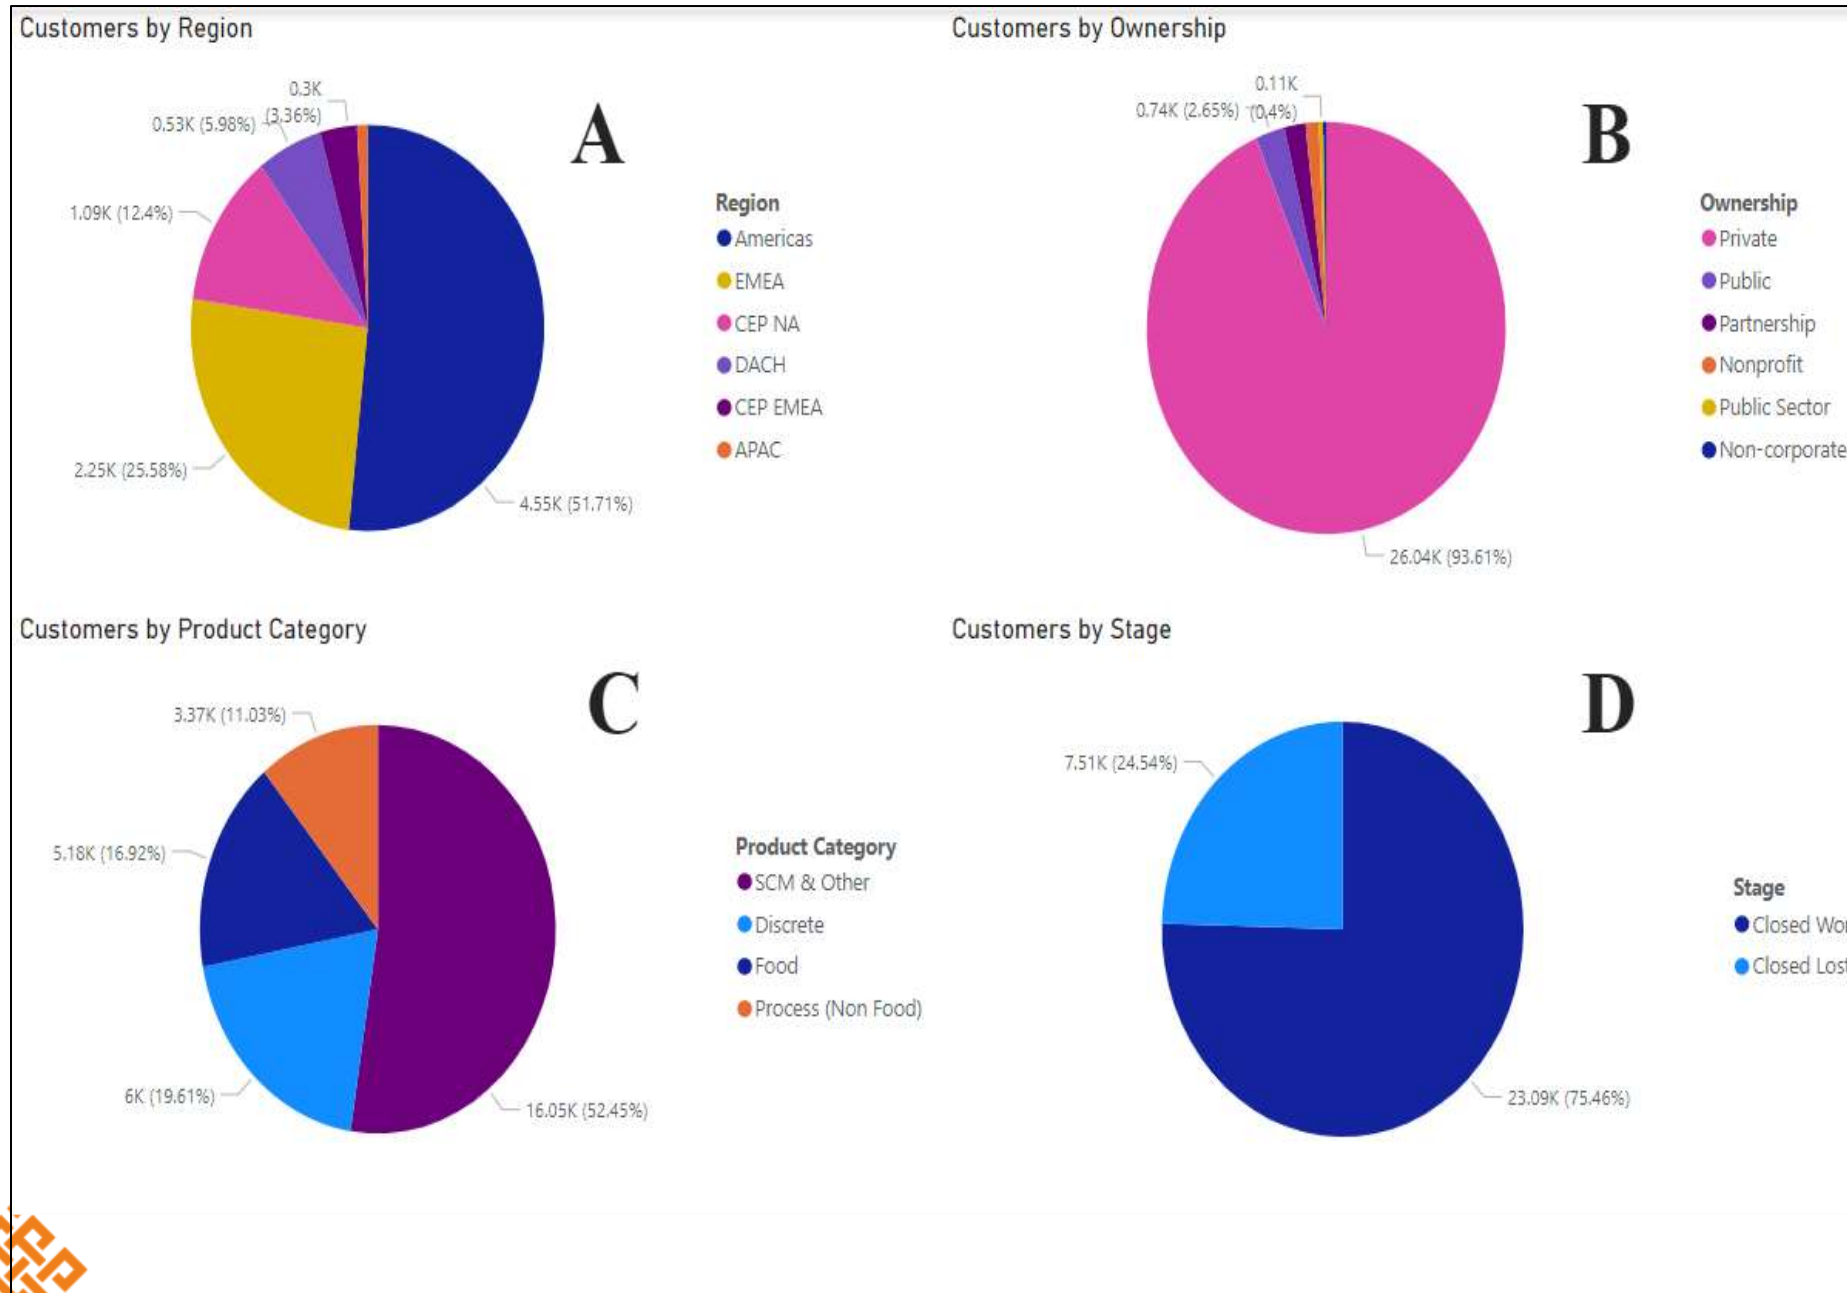 Customers by Region
0.3K
(3.36%)
0.53K (5.98%)
1.09K (12.4%)
2.25K (25.58%)
4.55K (51.71%)
A
Region
Americas
EMEA
CEP NA
DACH
CEP EMEA
APAC
Customers by Ownership
0.11K
(0.4%)
0.74K (2.65%)
26.04K (93.61%)
B
Ownership
Private
Public
Partnership
Nonprofit
Public Sector
Non-corporate
Customers by Product Category
3.37K (11.03%)
5.18K (16.92%)
6K (19.61%)
16.05K (52.45%)
C
Product Category
SCM & Other
Discrete
Food
Process (Non Food)
Customers by Stage
7.51K (24.54%)
23.09K (75.46%)
D
Stage
Closed Wo
Closed Lost